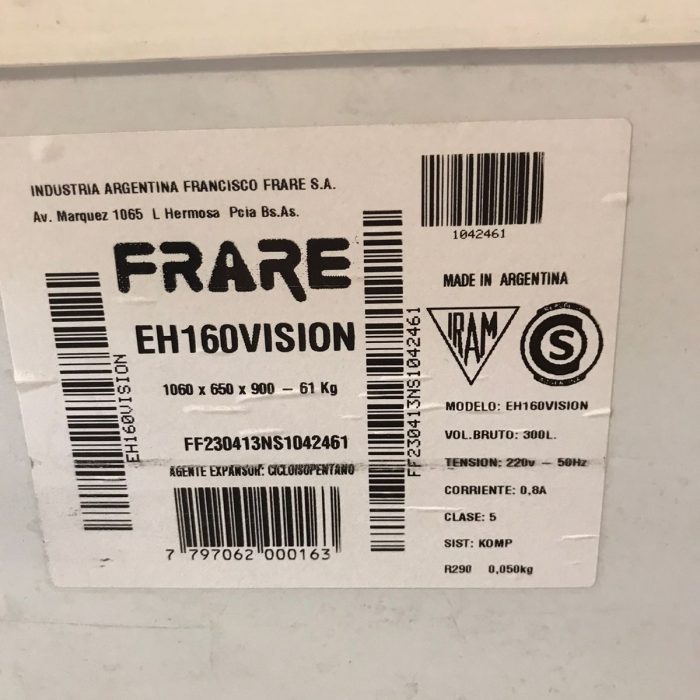 INDUSTRIA ARGENTINA FRANCISCO FRARE S.A.
Av. Marquez 1065 L Hermosa Pcia Bs.As.
1042461
FRARE
EH160VISION
1060 x 650 x 900 – 61 Kg
FF230413NS1042461
AGENTE EXPANSOR: CICLOISOPENTANO
7 797062 000163
EH160VISION
FF230413NS1042461
MADE IN ARGENTINA
IRAM
S
ARGENTINA
MODELO: EH160VISION
VOL.BRUTO: 300L.
TENSION: 220v – 50Hz
CORRIENTE: 0,8A
CLASE: 5
SIST: KOMP
R290 0,050kg